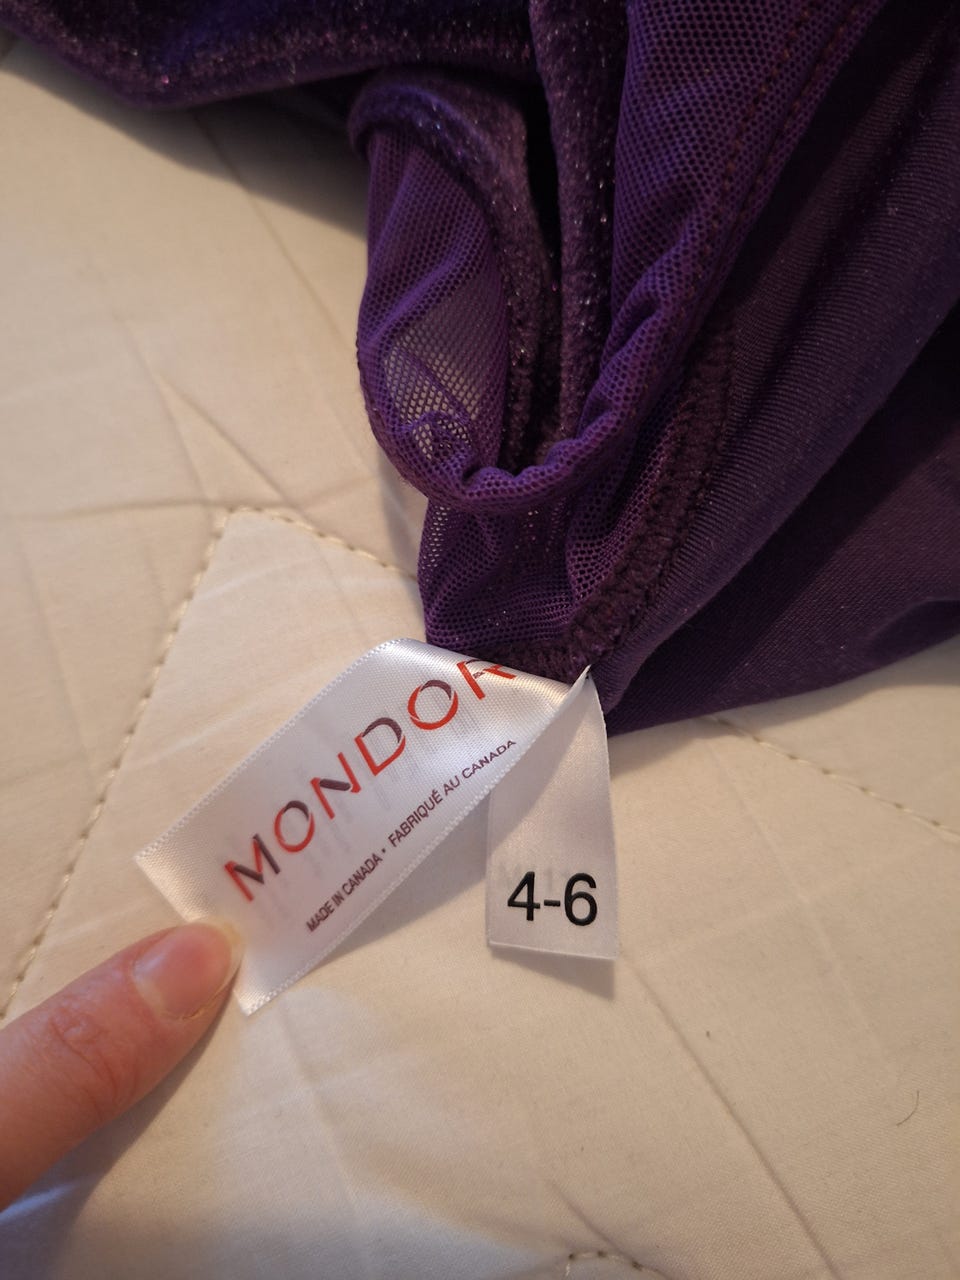 MONDOR
MADE IN CANADA • FABRIQUÉ AU CANADA
4-6